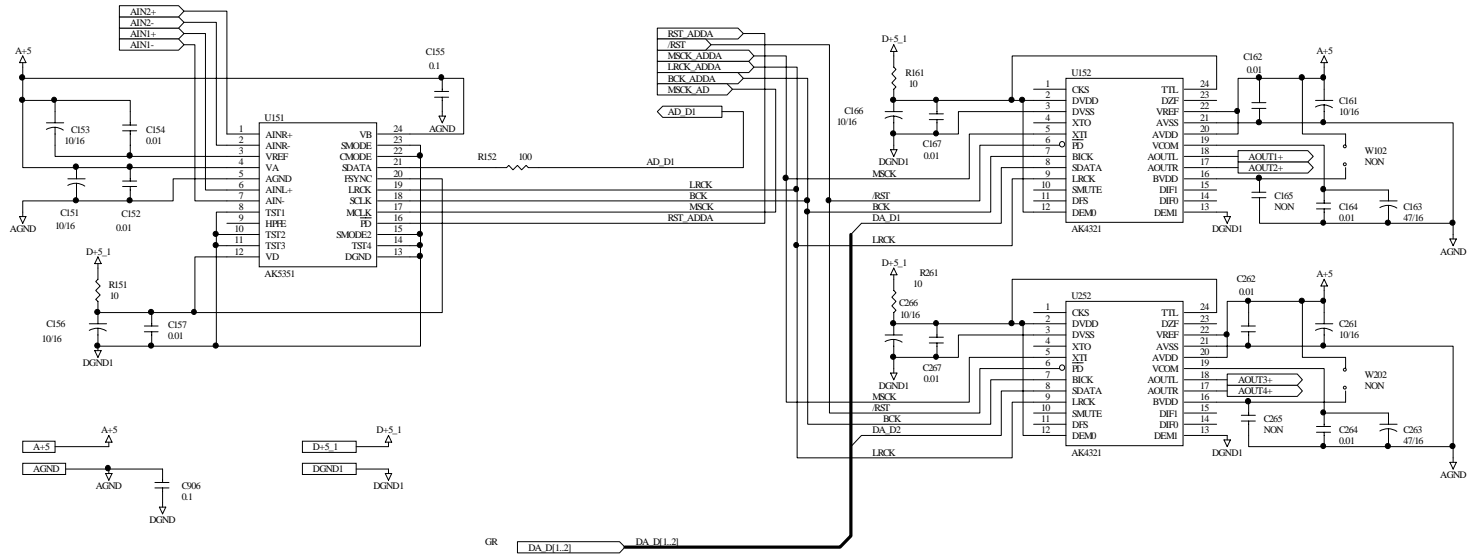 AIN2+
AIN2-
AIN1+
AIN1-
A+5
C155
0.1
AGND
C153
10/16
C154
0.01
C151
10/16
C152
0.01
AGND
U151
1 AINR+ VB 24
2 AINR- SMODE 23
3 VREF CMODE 22
4 VA SDATA 21
5 AGND FSYNC 20
6 AINL+ LRCK 19
7 AIN- SCLK 18
8 TST1 MCLK 17
9 HPFE PD 16
10 TST2 SMODE2 15
11 TST3 TST4 14
12 VD DGND 13
AK5351
D+5_1
R151
10
C156
10/16
C157
0.01
DGND1
R152 100 AD_D1
LRCK
BCK
MSCK
RST_ADDA
RST_ADDA
/RST
MSCK_ADDA
LRCK_ADDA
BCK_ADDA
MSCK_AD
AD_D1
D+5_1
R161
10
C166
10/16
C167
0.01
DGND1
MSCK
/RST
BCK
DA_D1
LRCK
U152
1 CKS TTL 24
2 DVDD DZF 23
3 DVSS VREF 22
4 XTO AVSS 21
5 XTI AVDD 20
6 PD VCOM 19
7 BICK AOUTL 18
8 SDATA AOUTR 17
9 LRCK BVDD 16
10 SMUTE DIF1 15
11 DFS DIF0 14
12 DEM0 DEM1 13
AK4321
DGND1
C162
0.01
A+5
C161
10/16
AOUT1+
AOUT2+
W102
NON
C165
NON
C164
0.01
C163
47/16
AGND
D+5_1
R261
10
C266
10/16
C267
0.01
DGND1
MSCK
/RST
BCK
DA_D2
LRCK
U252
1 CKS TTL 24
2 DVDD DZF 23
3 DVSS VREF 22
4 XTO AVSS 21
5 XTI AVDD 20
6 PD VCOM 19
7 BICK AOUTL 18
8 SDATA AOUTR 17
9 LRCK BVDD 16
10 SMUTE DIF1 15
11 DFS DIF0 14
12 DEM0 DEM1 13
AK4321
DGND1
C262
0.01
A+5
C261
10/16
AOUT3+
AOUT4+
W202
NON
C265
NON
C264
0.01
C263
47/16
AGND
A+5
A+5
AGND
AGND
C906
0.1
DGND
D+5_1
D+5_1
DGND1
DGND1
GR DA_D[1..2] DA_D[1..2]